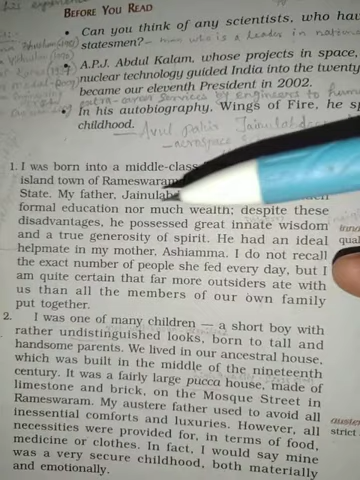 BEFORE YOU READ
Can you think of any scientists, who hav
statesmen?
A.P.J. Abdul Kalam, whose projects in space,
nuclear technology guided India into the twenty
became our eleventh President in 2002.
In his autobiography, Wings of Fire, he sp
childhood.
1. I was born into a middle-class
island town of Rameswaram
State. My father, Jainulab
formal education nor much wealth; despite these
disadvantages, he possessed great innate wisdom
and a true generosity of spirit. He had an ideal
helpmate in my mother, Ashiamma. I do not recall
the exact number of people she fed every day, but I
am quite certain that far more outsiders ate with
us than all the members of our own family
put together.
2. I was one of many children — a short boy with
rather undistinguished looks, born to tall and
handsome parents. We lived in our ancestral house,
which was built in the middle of the nineteenth
century. It was a fairly large pucca house, made of
limestone and brick, on the Mosque Street in
Rameswaram. My austere father used to avoid all
inessential comforts and luxuries. However, all
necessities were provided for, in terms of food,
medicine or clothes. In fact, I would say mine
was a very secure childhood, both materially
and emotionally.
inna
qual
auster
strict